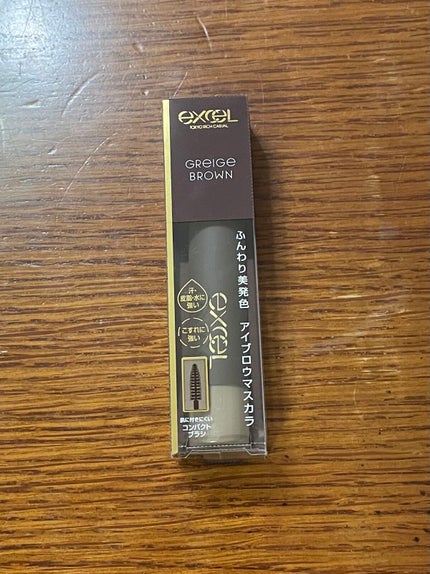 excel
TOKYO RICH CASUAL
GREIGE
BROWN
ふんわり美発色 アイブロウマスカラ
汗・
皮脂・水に
強い
こすれに
強い
excel
肌に付きにくい
コンパクト
ブラシ